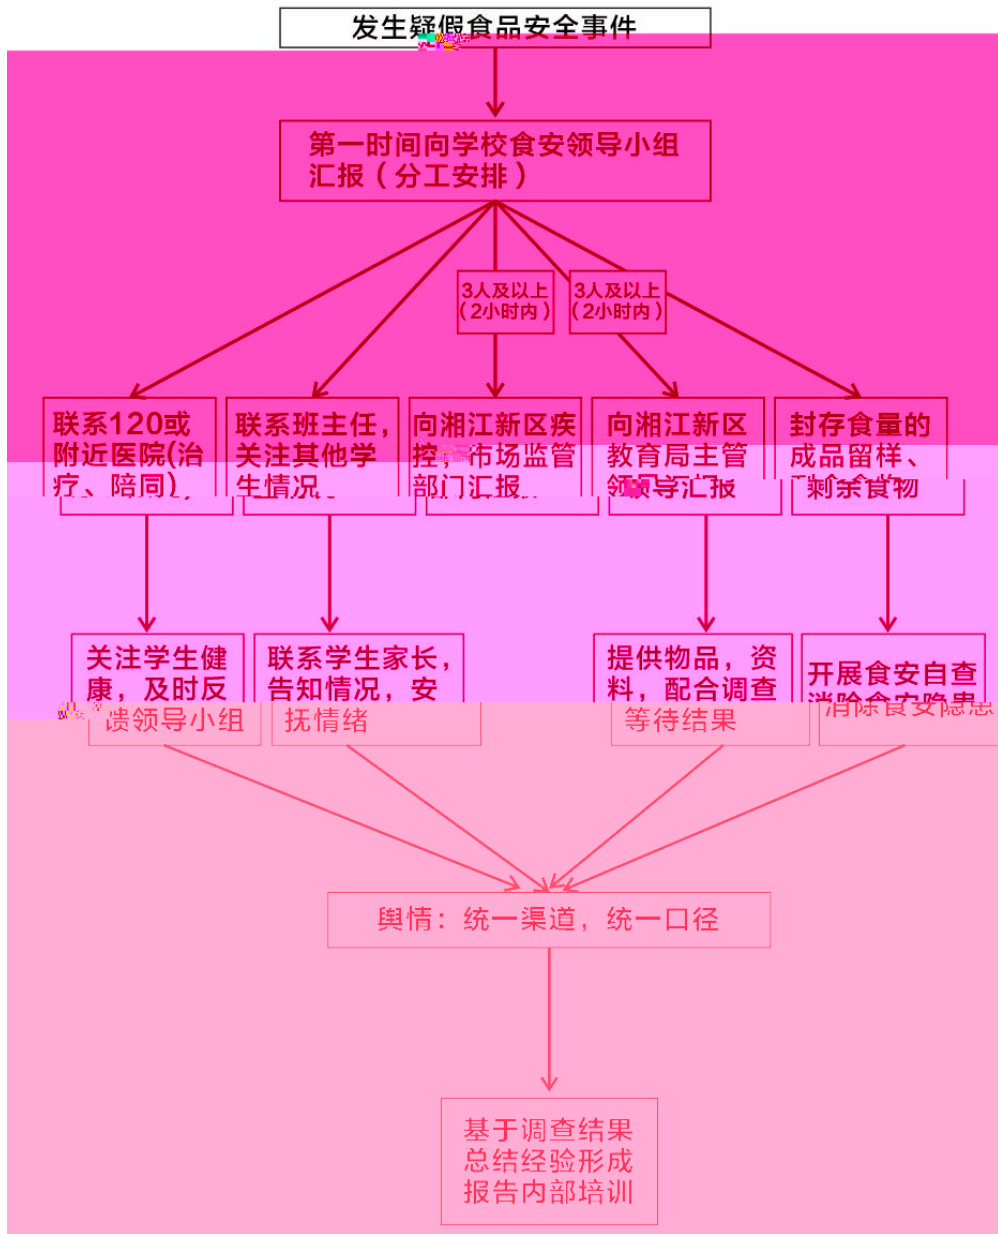 发生疑假食品安全事件
第一时间向学校食安领导小组
汇报（分工安排）
3人及以上
（2小时内）
3人及以上
（2小时内）
联系120或
附近医院(治
疗、陪同)
联系班主任，
关注其他学
生情况。
向湘江新区疾
控，市场监管
部门汇报。
向湘江新区
教育局主管
领导汇报
封存食量的
成品留样、
剩余食物
关注学生健
康，及时反
馈领导小组
联系学生家长，
告知情况，安
抚情绪
提供物品，资
料，配合调查
等待结果
开展食安自查
消除食安隐患
舆情：统一渠道，统一口径
基于调查结果
总结经验形成
报告内部培训